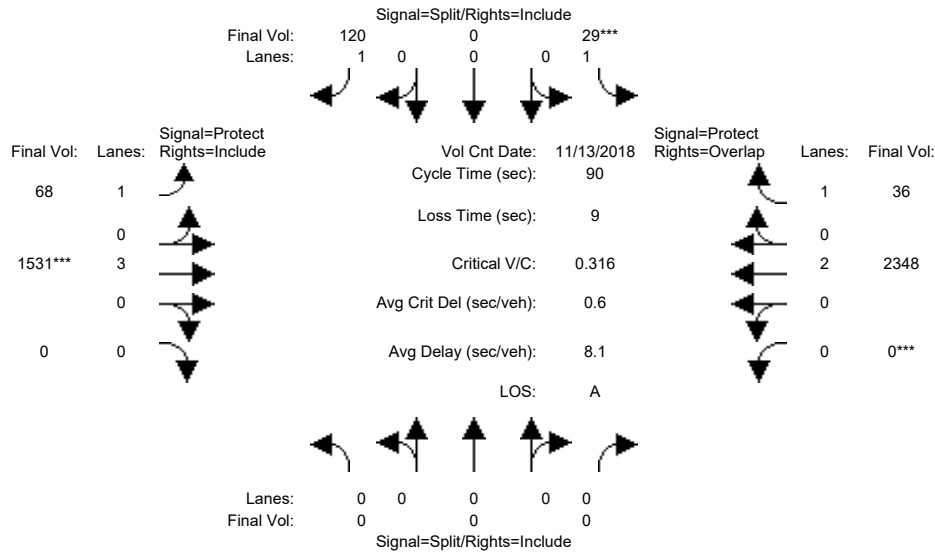 Signal=Split/Rights=Include
Final Vol: 120 0 29***
Lanes: 1 0 0 0 1
Signal=Protect
Final Vol: Lanes: Rights=Include
Vol Cnt Date: 11/13/2018
Signal=Protect
Rights=Overlap Lanes: Final Vol:
Cycle Time (sec): 90
68 1
1 36
Loss Time (sec): 9
0
0
1531*** 3
Critical V/C: 0.316
2 2348
0
Avg Crit Del (sec/veh): 0.6
0
0 0
Avg Delay (sec/veh): 8.1
0 0***
LOS: A
Lanes: 0 0 0 0 0
Final Vol: 0 0 0
Signal=Split/Rights=Include